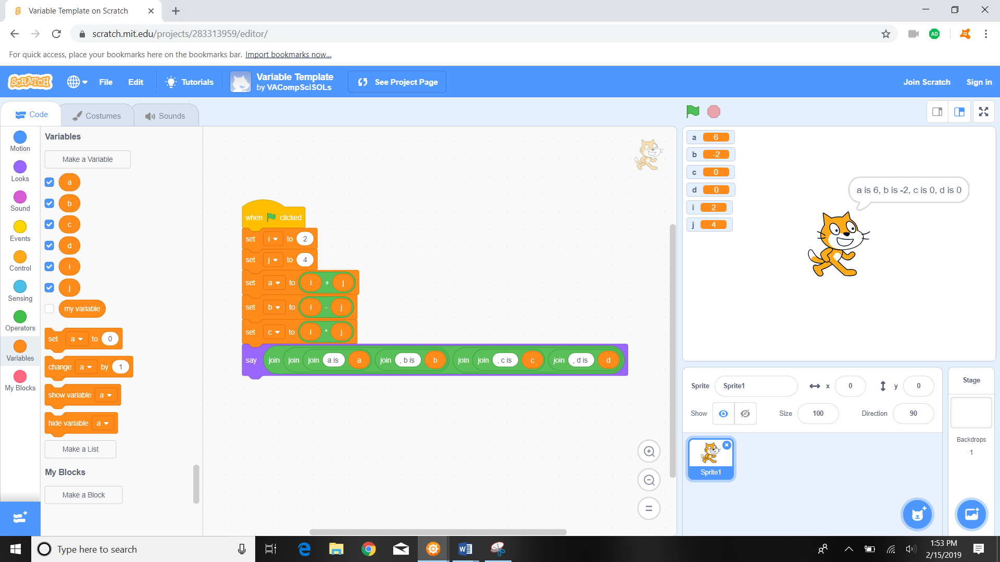 Variable Template on Scratch
scratch.mit.edu/projects/283313959/editor/
AD
a
For quick access, place your bookmarks here on the bookmarks bar. Import bookmarks now...
SCRATCH
File
Edit
Tutorials
Variable Template
by VACompSciSOLs
See Project Page
Join Scratch
Sign in
Code
Costumes
Sounds
Motion
Looks
Sound
Events
Control
Sensing
Operators
Variables
My Blocks
Variables
Make a Variable
a
b
c
d
i
j
my variable
set a to 0
change a by 1
show variable a
hide variable a
Make a List
My Blocks
Make a Block
when clicked
set i to 2
set j to 4
set a to i + j
set b to i - j
set c to i * j
say join join join a is a join , b is b join join , c is c join , d is d
a 6
b -2
c 0
d 0
i 2
j 4
a is 6, b is -2, c is 0, d is 0
Sprite Sprite1 x 0 y 0
Show Size 100 Direction 90
Sprite1
Stage
Backdrops
1
Type here to search
1:53 PM
2/15/2019